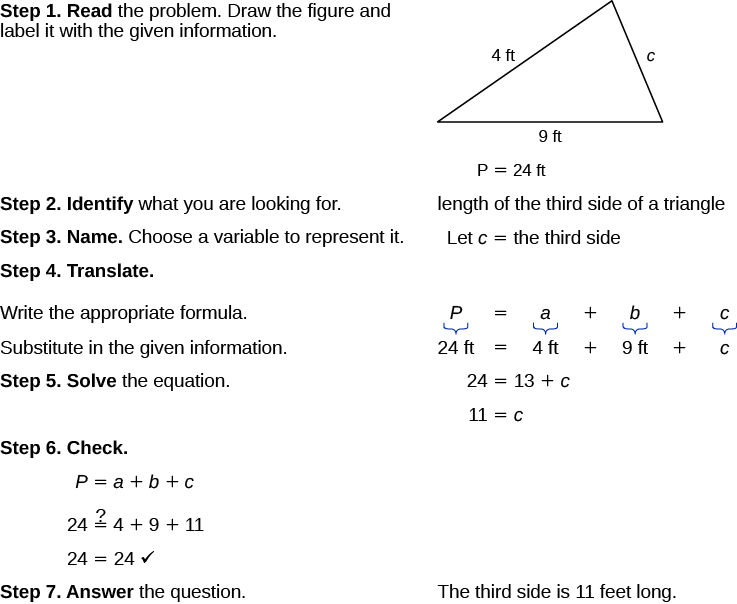 Step 1. Read the problem. Draw the figure and
label it with the given information.
4 ft
c
9 ft
P = 24 ft
Step 2. Identify what you are looking for.
length of the third side of a triangle
Step 3. Name. Choose a variable to represent it.
Let c = the third side
Step 4. Translate.
Write the appropriate formula.
P = a + b + c
Substitute in the given information.
24 ft = 4 ft + 9 ft + c
Step 5. Solve the equation.
24 = 13 + c
11 = c
Step 6. Check.
P = a + b + c
24 ≟ 4 + 9 + 11
24 = 24 ✓
Step 7. Answer the question.
The third side is 11 feet long.